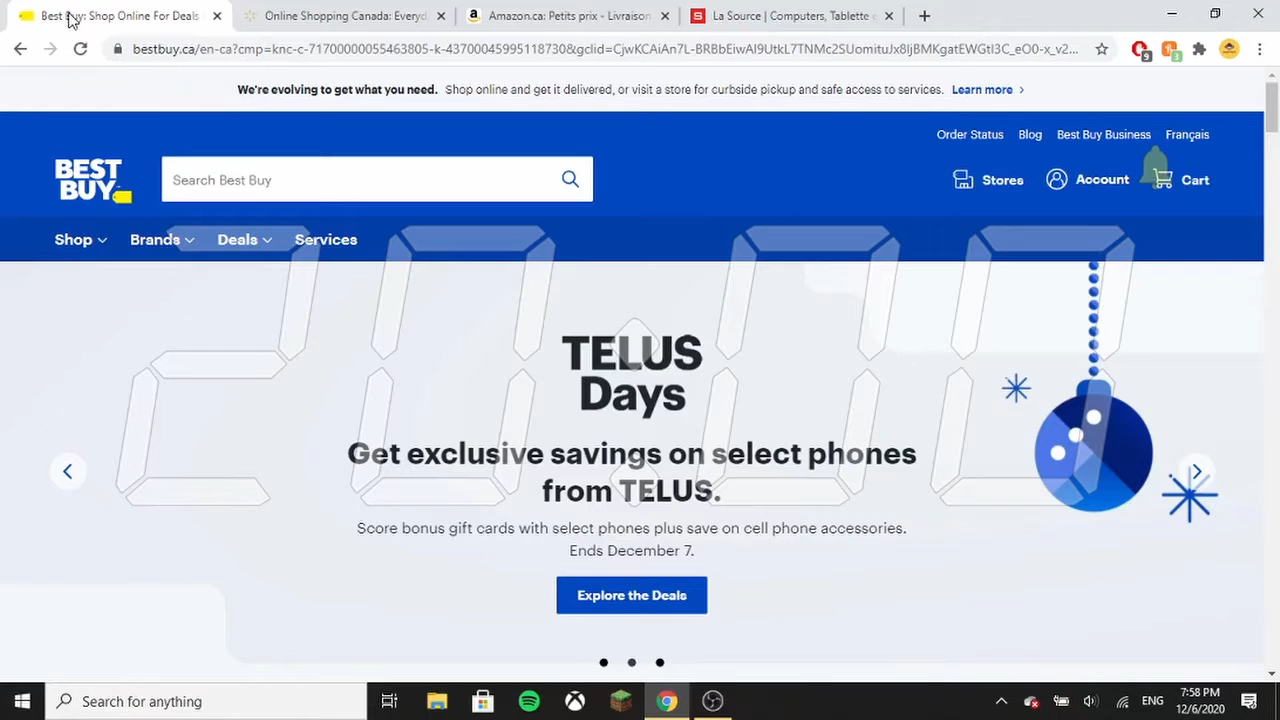 Best Buy: Shop Online For Deals
Online Shopping Canada: Every
Amazon.ca: Petits prix - Livraison
La Source | Computers, Tablette
bestbuy.ca/en-ca?cmp=knc-c-71700000055463805-K-43700045995118730&gclid=CjwKCAiAn7L-BRBbEiwAl9UtkL7TNMc2SUomituJx8ljBMKgatEWGtI3C_eO0-x_v2...
9
3
We're evolving to get what you need. Shop online and get it delivered, or visit a store for curbside pickup and safe access to services. Learn more
Order Status Blog Best Buy Business Français
BEST BUY
Search Best Buy
Stores Account Cart
Shop Brands Deals Services
20:00
TELUS
Days
Get exclusive savings on select phones
from TELUS.
Score bonus gift cards with select phones plus save on cell phone accessories.
Ends December 7.
Explore the Deals
Search for anything
ENG
7:58 PM
12/6/2020